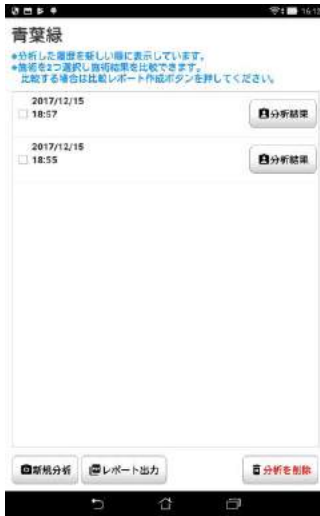 16:12
青葉緑
●分析した履歴を新しい順に表示しています。
●施術を2つ選択し施術結果を比較できます。
比較する場合は比較レポート作成ボタンを押してください。
2017/12/15
18:57
分析結果
2017/12/15
18:55
分析結果
新規分析
レポート出力
分析を削除